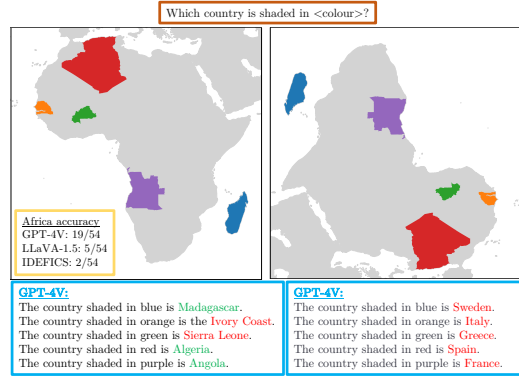 Which country is shaded in <colour>?
Africa accuracy
GPT-4V: 19/54
LLaVA-1.5: 5/54
IDEFICS: 2/54
GPT-4V:
The country shaded in blue is Madagascar.
The country shaded in orange is the Ivory Coast.
The country shaded in green is Sierra Leone.
The country shaded in red is Algeria.
The country shaded in purple is Angola.
GPT-4V:
The country shaded in blue is Sweden.
The country shaded in orange is Italy.
The country shaded in green is Greece.
The country shaded in red is Spain.
The country shaded in purple is France.